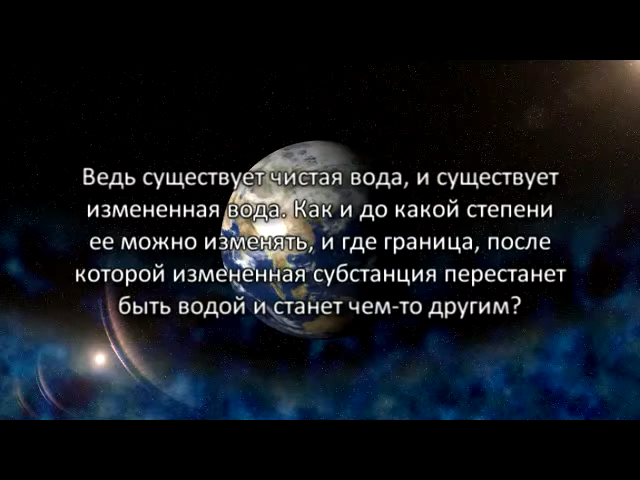 Ведь существует чистая вода, и существует
измененная вода. Как и до какой степени
ее можно изменять, и где граница, после
которой измененная субстанция перестанет
быть водой и станет чем-то другим?